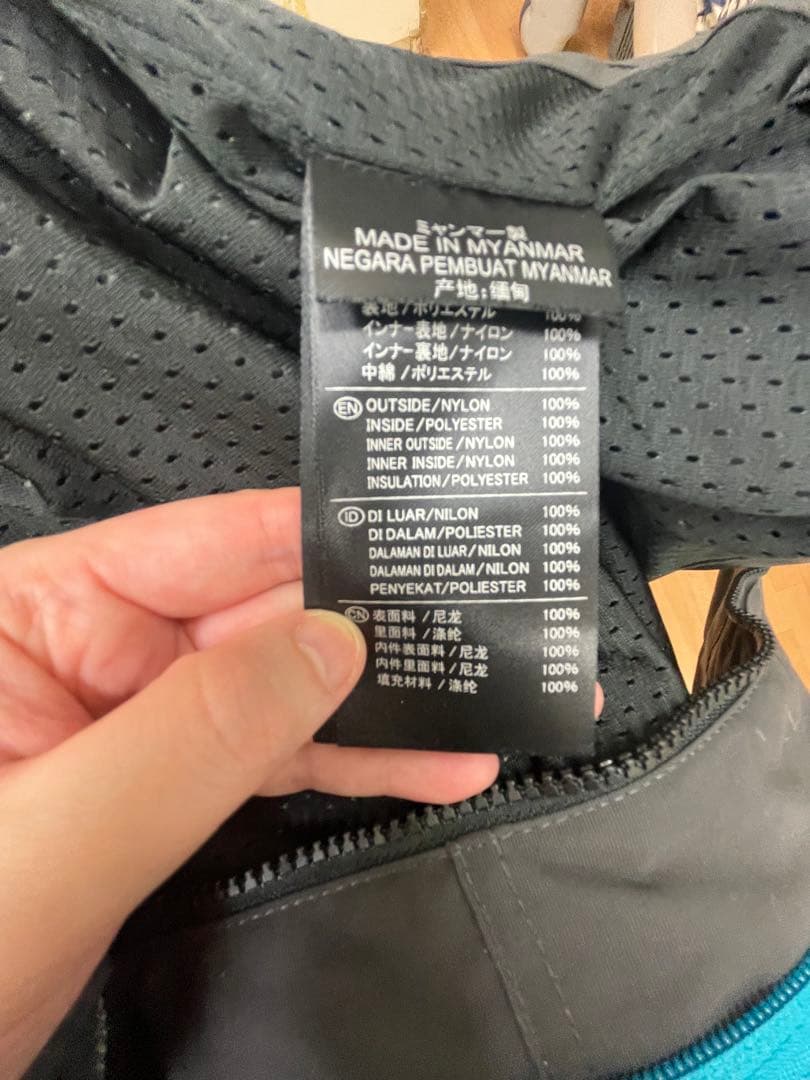 ミャンマー製
MADE IN MYANMAR
NEGARA PEMBUAT MYANMAR
产地:缅甸
裏地/ポリエステル 100%
インナー表地/ナイロン 100%
インナー裏地/ナイロン 100%
中綿/ポリエステル 100%
EN OUTSIDE/NYLON 100%
INSIDE/POLYESTER 100%
INNER OUTSIDE/NYLON 100%
INNER INSIDE/NYLON 100%
INSULATION/POLYESTER 100%
ID DI LUAR/NILON 100%
DI DALAM/POLIESTER 100%
DALAMAN DI LUAR/NILON 100%
DALAMAN DI DALAM/NILON 100%
PENYEKAT/POLIESTER 100%
CN 表面料/尼龙 100%
里面料/涤纶 100%
内件表面料/尼龙 100%
内件里面料/尼龙 100%
填充材料/涤纶 100%